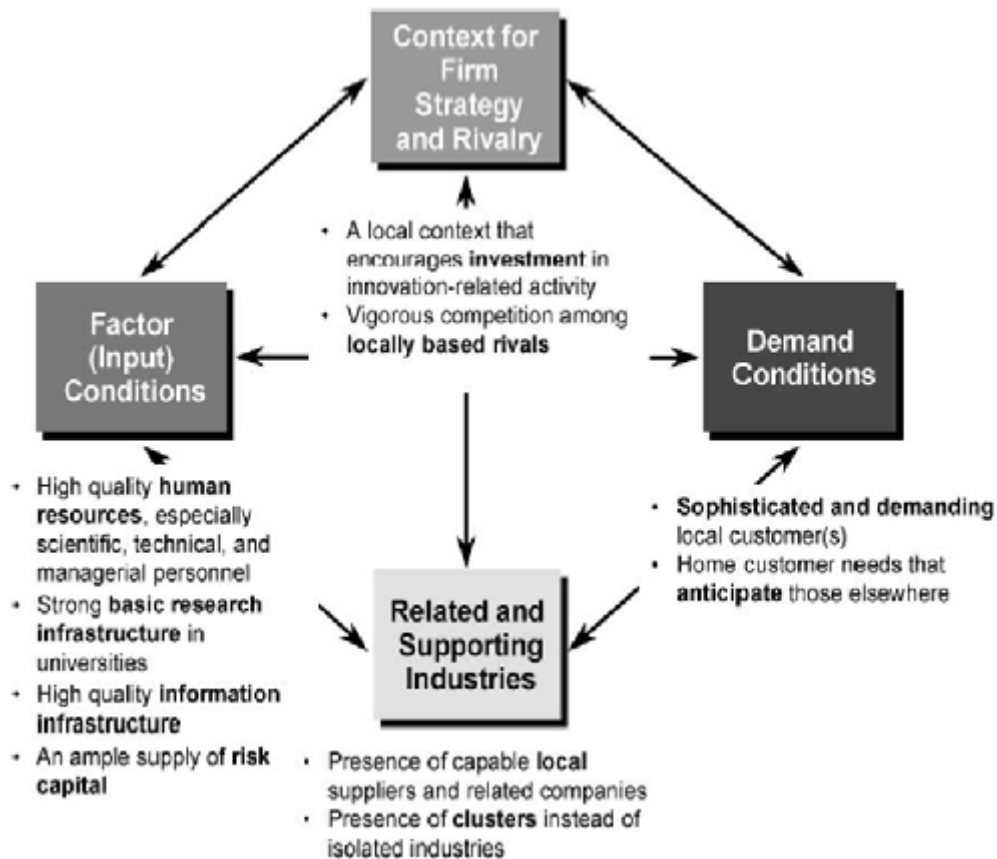 Context for
Firm
Strategy
and Rivalry
• A local context that
encourages investment in
innovation-related activity
• Vigorous competition among
locally based rivals
Factor
(Input)
Conditions
Demand
Conditions
• High quality human
resources, especially
scientific, technical, and
managerial personnel
• Strong basic research
infrastructure in
universities
• High quality information
infrastructure
• An ample supply of risk
capital
• Sophisticated and demanding
local customer(s)
• Home customer needs that
anticipate those elsewhere
Related and
Supporting
Industries
• Presence of capable local
suppliers and related companies
• Presence of clusters instead of
isolated industries